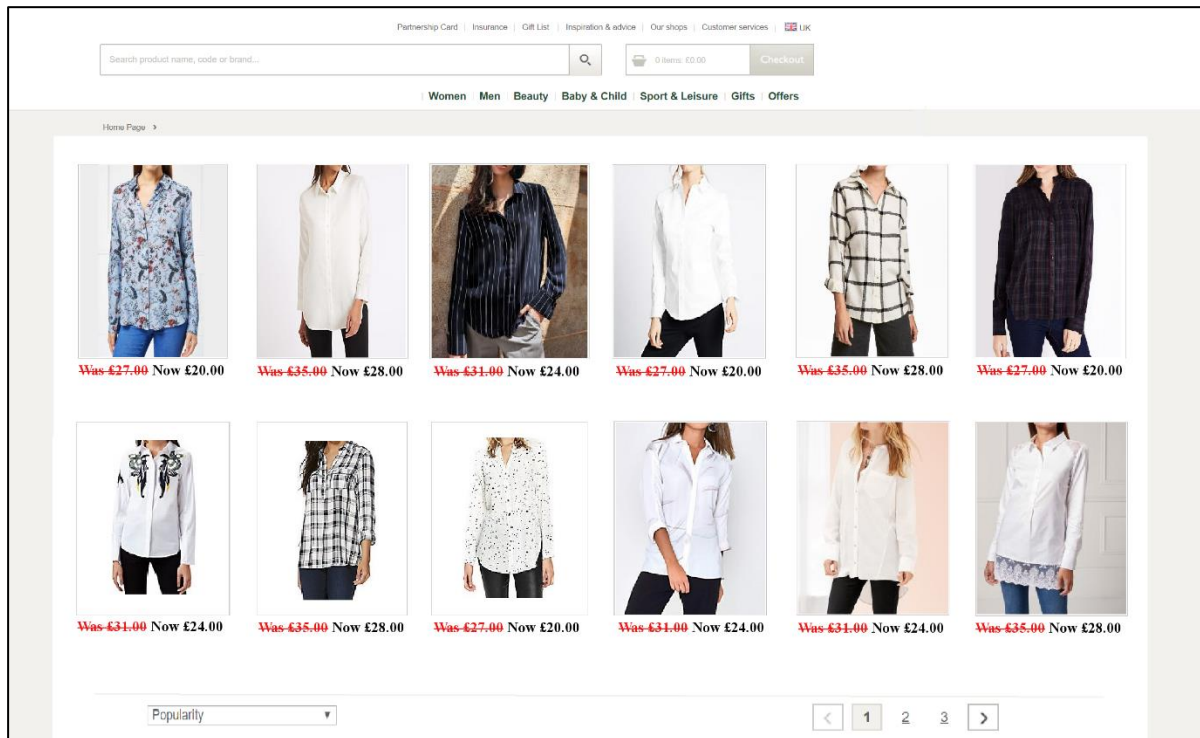 Partnership Card | Insurance | Gift List | Inspiration & advice | Our shops | Customer services | UK
Search product name, code or brand...
0 items: £0.00
Checkout
Women | Men | Beauty | Baby & Child | Sport & Leisure | Gifts | Offers
Home Page >
Was £27.00 Now £20.00
Was £35.00 Now £28.00
Was £31.00 Now £24.00
Was £27.00 Now £20.00
Was £35.00 Now £28.00
Was £27.00 Now £20.00
Was £31.00 Now £24.00
Was £35.00 Now £28.00
Was £27.00 Now £20.00
Was £31.00 Now £24.00
Was £31.00 Now £24.00
Was £35.00 Now £28.00
Popularity
< 1 2 3 >